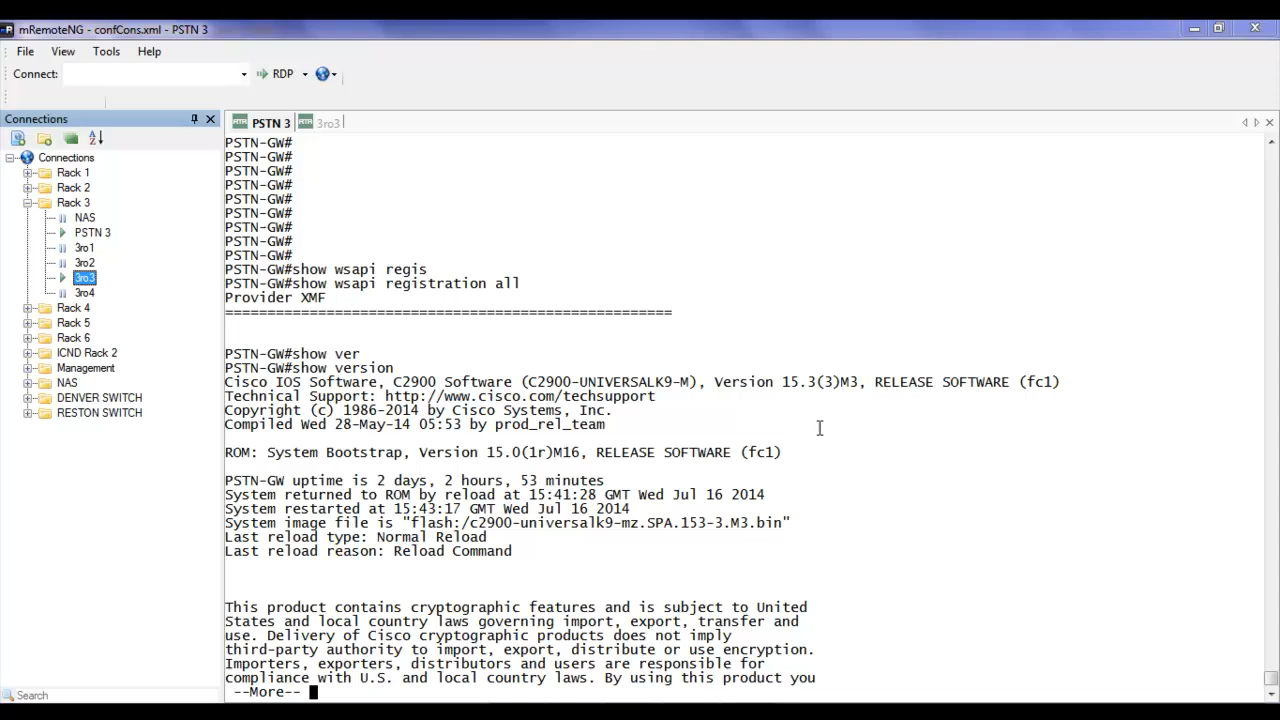 mRemoteNG - confCons.xml - PSTN 3
File View Tools Help
Connect: RDP
Connections
PSTN 3 3ro3
Connections
Rack 1
Rack 2
Rack 3
NAS
PSTN 3
3ro1
3ro2
3ro3
3ro4
Rack 4
Rack 5
Rack 6
ICND Rack 2
Management
NAS
DENVER SWITCH
RESTON SWITCH
Search
PSTN-GW#
PSTN-GW#
PSTN-GW#
PSTN-GW#
PSTN-GW#
PSTN-GW#
PSTN-GW#
PSTN-GW#
PSTN-GW#
PSTN-GW#show wsapi regis
PSTN-GW#show wsapi registration all
Provider XMF
=====================================================
PSTN-GW#show ver
PSTN-GW#show version
Cisco IOS Software, C2900 Software (C2900-UNIVERSALK9-M), Version 15.3(3)M3, RELEASE SOFTWARE (fc1)
Technical Support: http://www.cisco.com/techsupport
Copyright (c) 1986-2014 by Cisco Systems, Inc.
Compiled Wed 28-May-14 05:53 by prod_rel_team
ROM: System Bootstrap, Version 15.0(1r)M16, RELEASE SOFTWARE (fc1)
PSTN-GW uptime is 2 days, 2 hours, 53 minutes
System returned to ROM by reload at 15:41:28 GMT Wed Jul 16 2014
System restarted at 15:43:17 GMT Wed Jul 16 2014
System image file is "flash:/c2900-universalk9-mz.SPA.153-3.M3.bin"
Last reload type: Normal Reload
Last reload reason: Reload Command
This product contains cryptographic features and is subject to United
States and local country laws governing import, export, transfer and
use. Delivery of Cisco cryptographic products does not imply
third-party authority to import, export, distribute or use encryption.
Importers, exporters, distributors and users are responsible for
compliance with U.S. and local country laws. By using this product you
--More--